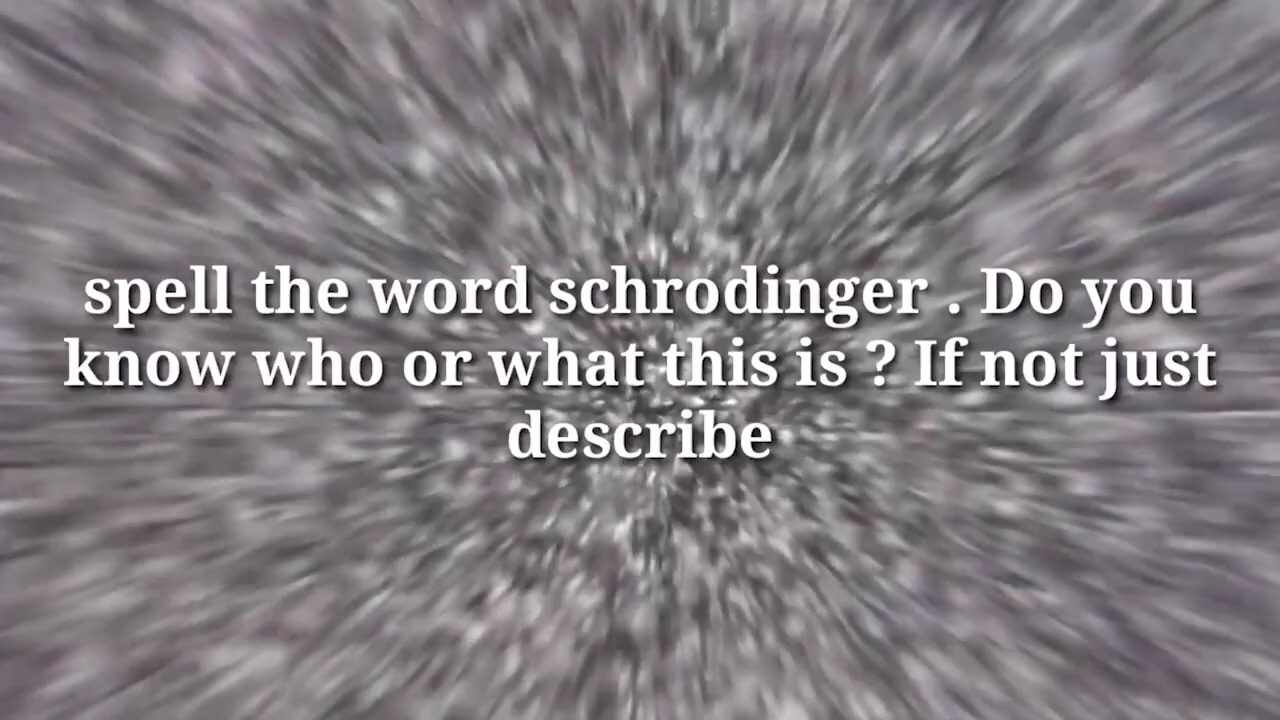 spell the word schrodinger . Do you
know who or what this is ? If not just
describe